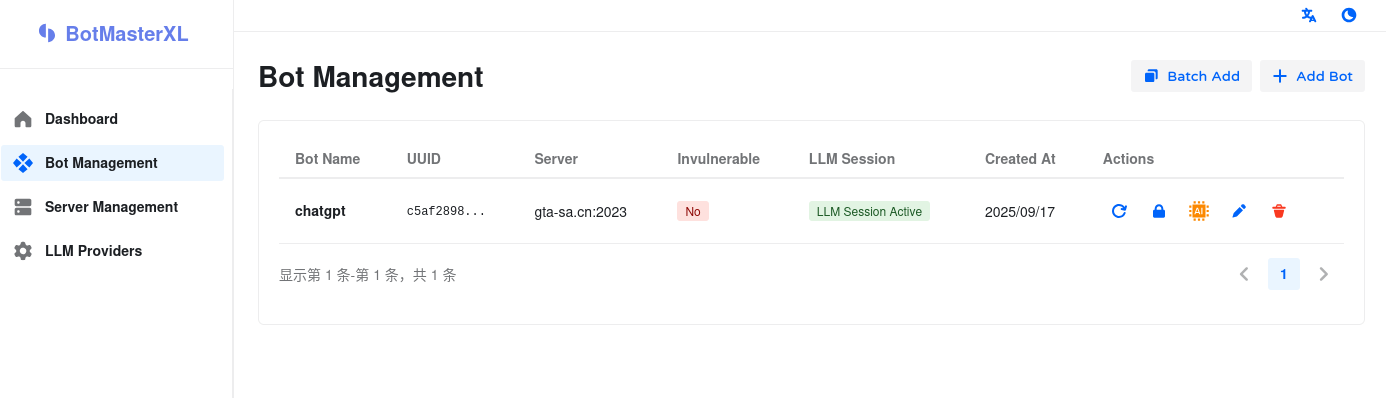 BotMasterXL
Dashboard
Bot Management
Server Management
LLM Providers
Bot Management
Batch Add
Add Bot
Bot Name UUID Server Invulnerable LLM Session Created At Actions
chatgpt c5af2898... gta-sa.cn:2023 No LLM Session Active 2025/09/17 AI
显示第 1 条-第 1 条，共 1 条
1